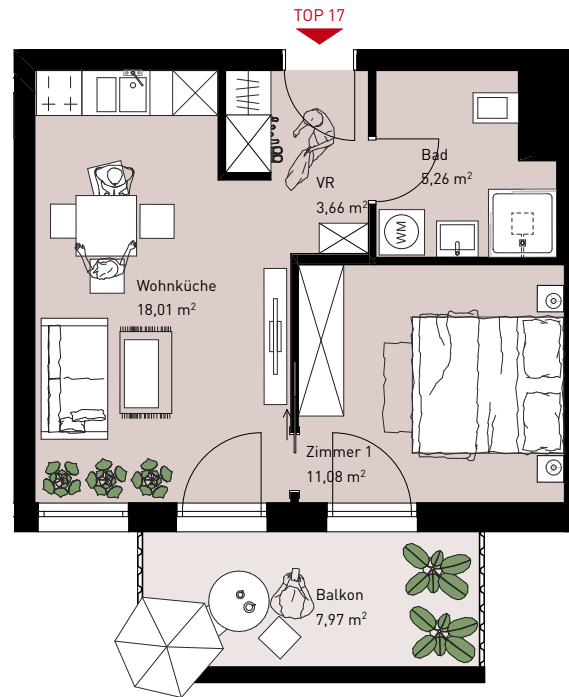 TOP 17
Bad
5,26 m²
VR
3,66 m²
WM
Wohnküche
18,01 m²
Zimmer 1
11,08 m²
Balkon
7,97 m²